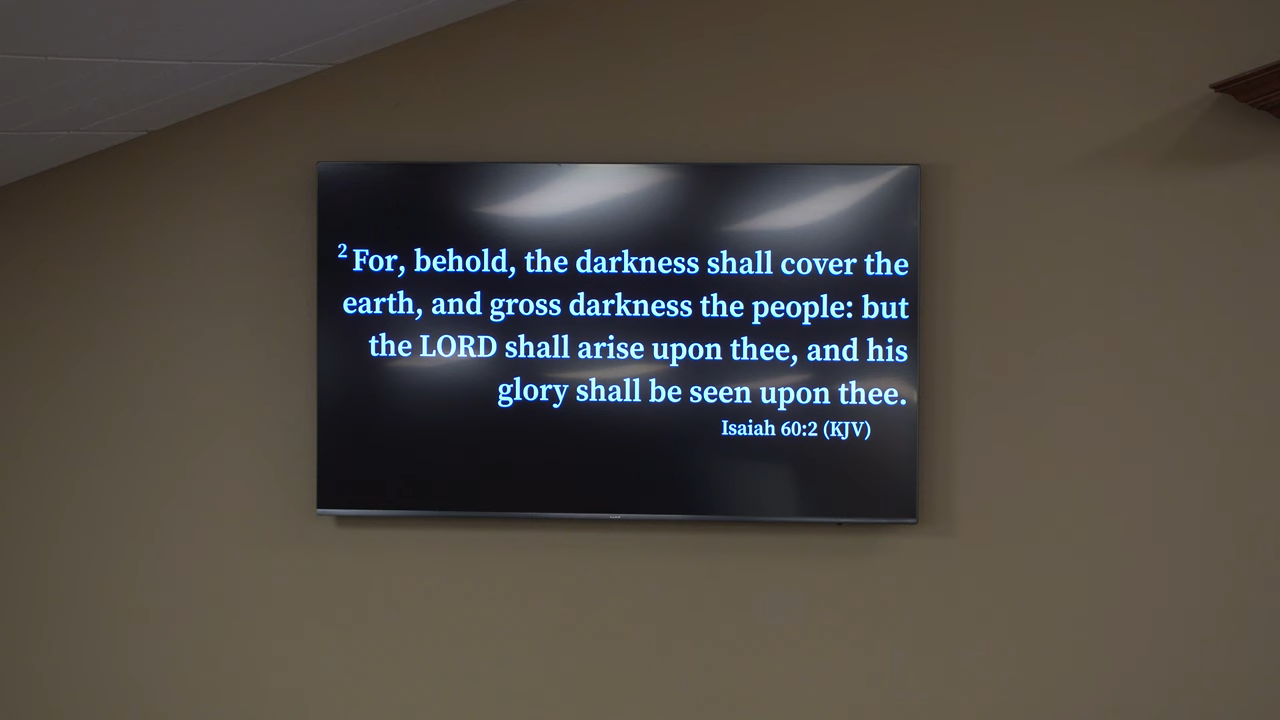 2 For, behold, the darkness shall cover the
earth, and gross darkness the people: but
the LORD shall arise upon thee, and his
glory shall be seen upon thee.
Isaiah 60:2 (KJV)